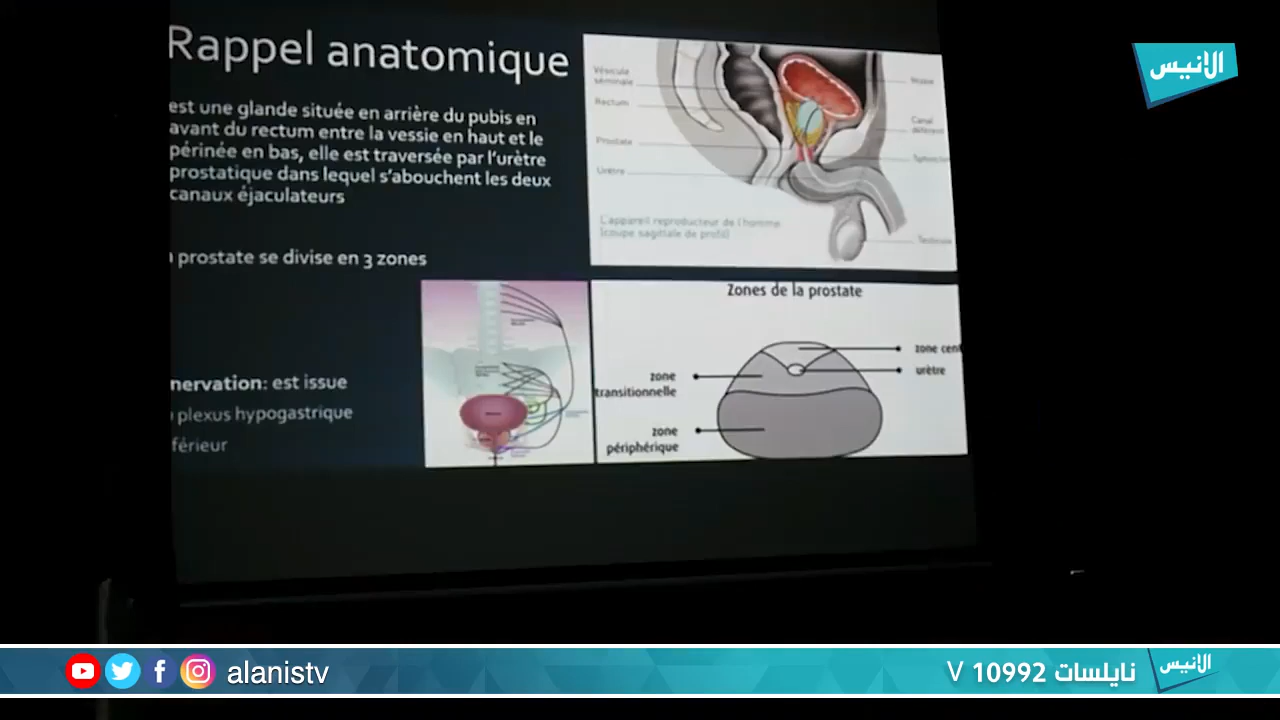 Rappel anatomique
est une glande située en arrière du pubis en
avant du rectum entre la vessie en haut et le
périnée en bas, elle est traversée par l'urètre
prostatique dans lequel s'abouchent les deux
canaux éjaculateurs
prostate se divise en 3 zones
nervation: est issue
plexus hypogastrique
férieur
Vésicule
séminale
Rectum
Prostate
Urètre
Canal
déférent
Testicule
L'appareil reproducteur de l'homme
(coupe sagittale de profil)
Zones de la prostate
zone cent
urètre
zone
transitionnelle
zone
périphérique
الانيس
alanistv
نايلسات 10992 V
الانيس